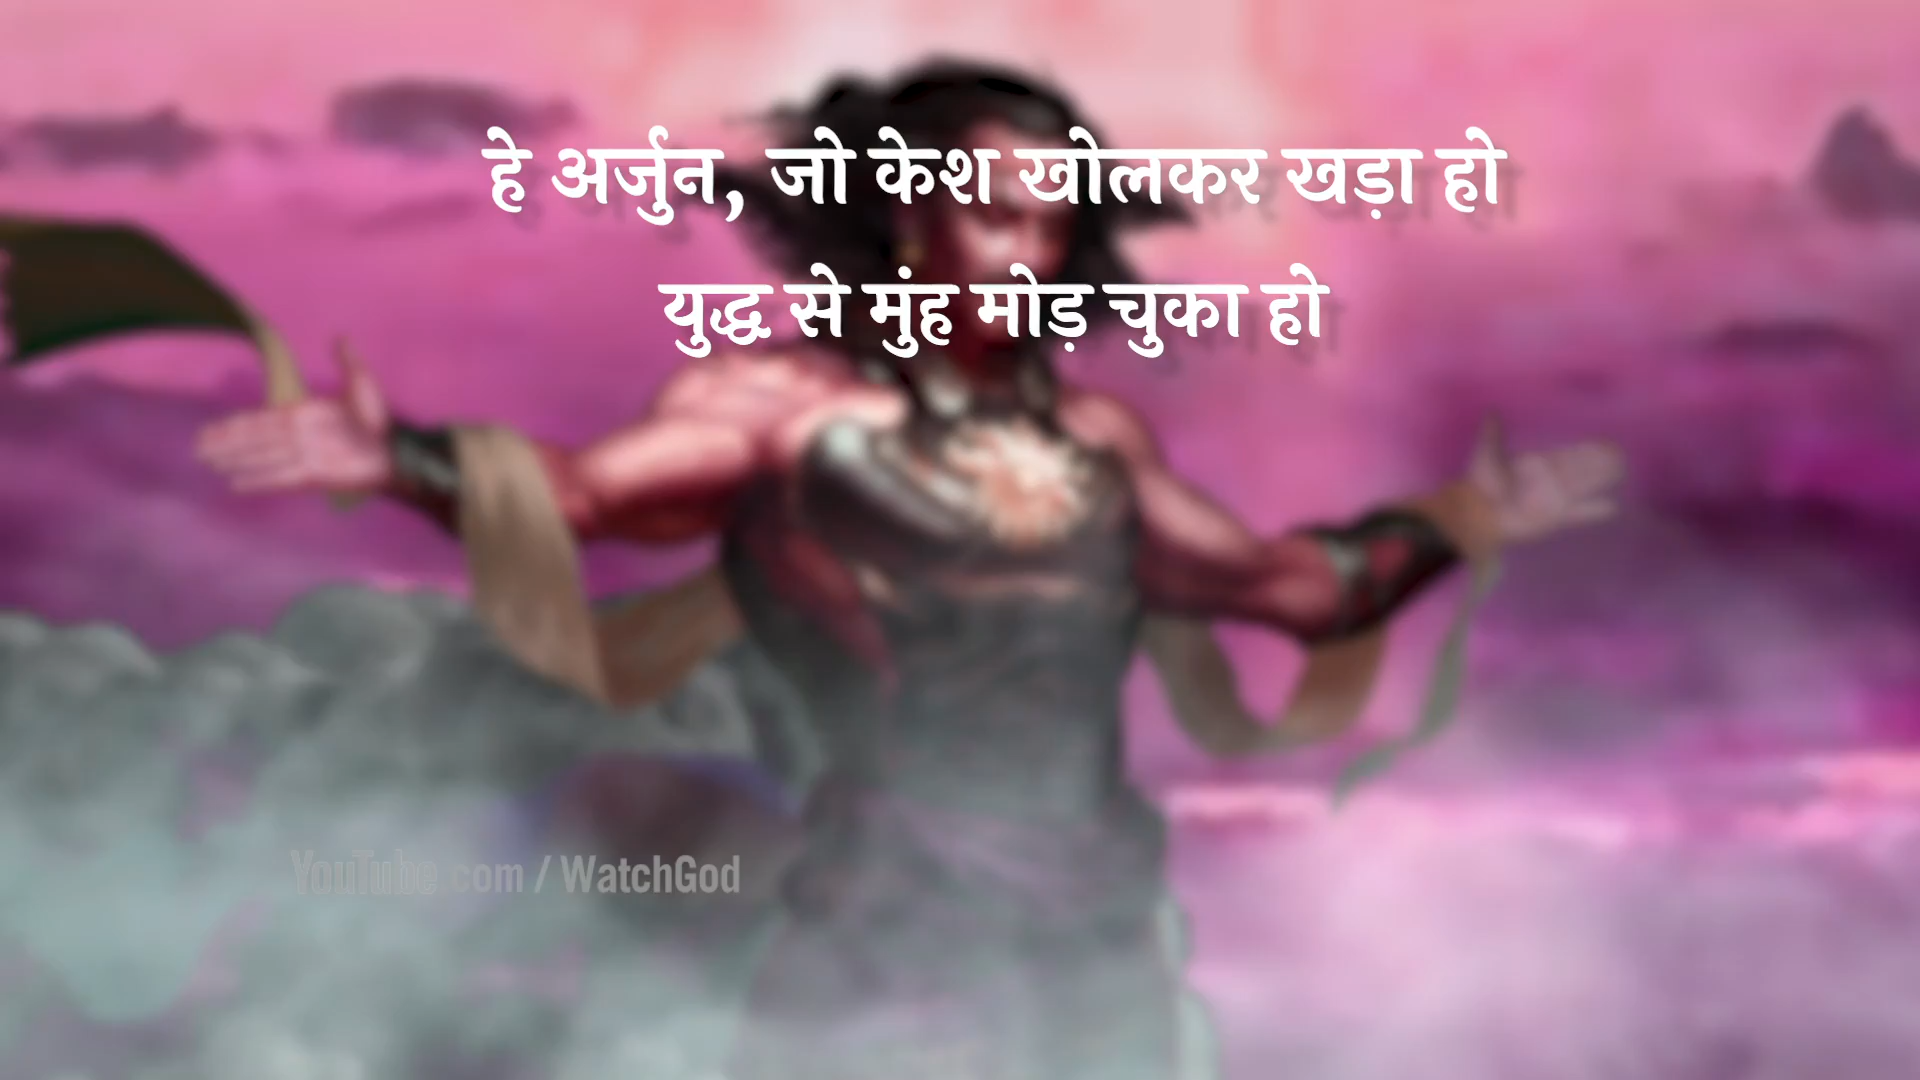 हे अर्जुन, जो केश खोलकर खड़ा हो
युद्ध से मुंह मोड़ चुका हो
YouTube.com / WatchGod